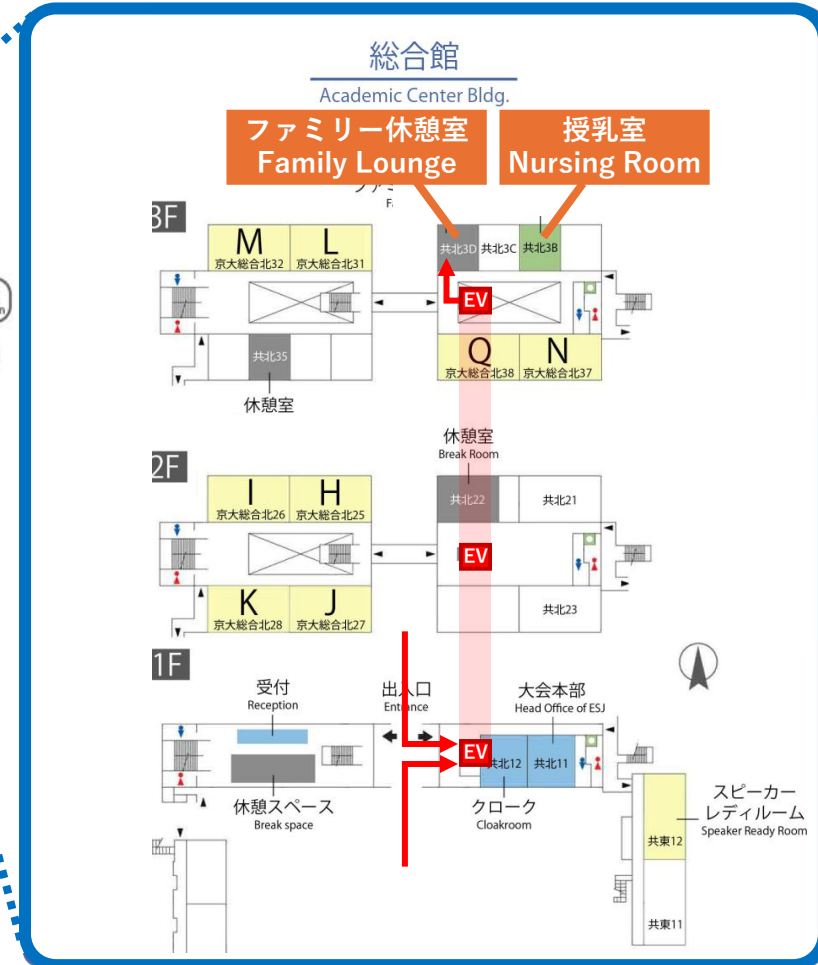 総合館
Academic Center Bldg.
ファミリー休憩室
Family Lounge
授乳室
Nursing Room
3F
M
京大総合北32
L
京大総合北31
共北3D
共北3C
共北3B
EV
共北35
休憩室
Q
京大総合北38
N
京大総合北37
2F
休憩室
Break Room
I
京大総合北26
H
京大総合北25
共北22
共北21
EV
K
京大総合北28
J
京大総合北27
共北23
1F
受付
Reception
出入口
Entrance
大会本部
Head Office of ESJ
EV
共北12
共北11
休憩スペース
Break space
クローク
Cloakroom
スピーカー
レディルーム
Speaker Ready Room
共東12
共東11